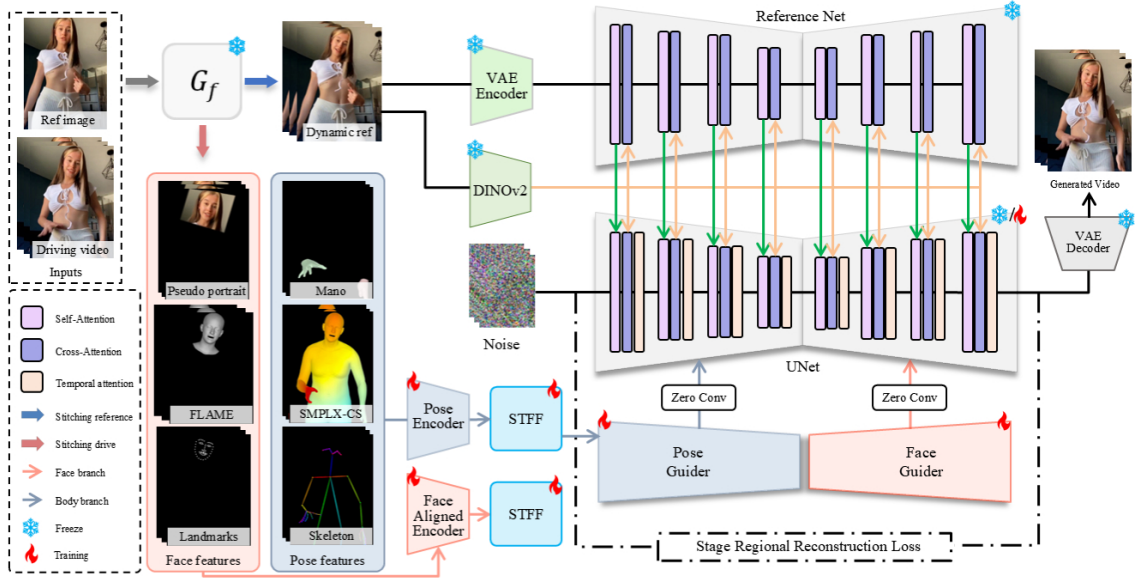 Ref image
Driving video
Inputs
G_f
Dynamic ref
VAE
Encoder
DINOv2
Noise
Reference Net
UNet
Generated Video
VAE
Decoder
Self-Attention
Cross-Attention
Temporal attention
Stitching reference
Stitching drive
Face branch
Body branch
Freeze
Training
Pseudo portrait
FLAME
Landmarks
Face features
Mano
SMPLX-CS
Skeleton
Pose features
Pose
Encoder
STFF
Face
Aligned
Encoder
STFF
Zero Conv
Zero Conv
Pose
Guider
Face
Guider
Stage Regional Reconstruction Loss
/